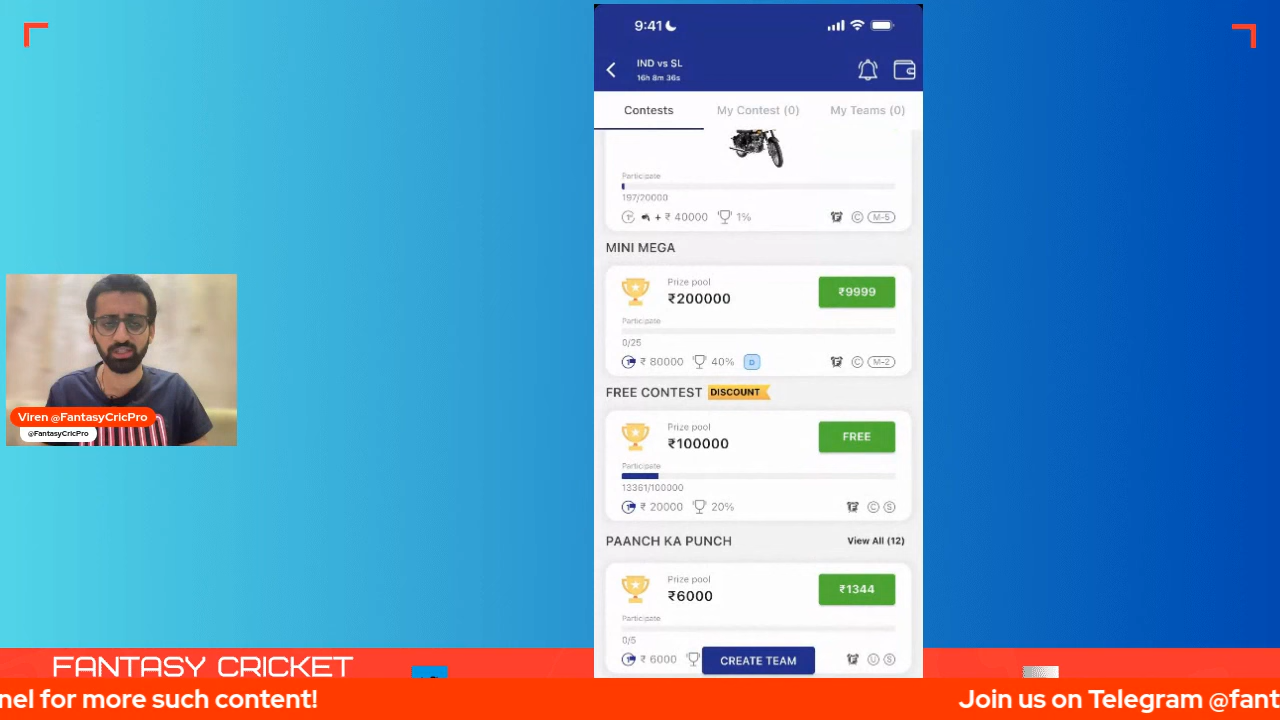 9:41
IND vs SL
16h 8m 36s
Contests
My Contest (0)
My Teams (0)
Participate
197/20000
+ ₹ 40000
1%
C
M-5
MINI MEGA
Prize pool
₹200000
₹9999
Participate
0/25
₹ 80000
40%
D
C
M-2
FREE CONTEST
DISCOUNT
Prize pool
₹100000
FREE
Participate
13361/100000
₹ 20000
20%
C
S
PAANCH KA PUNCH
View All (12)
Prize pool
₹6000
₹1344
Participate
0/5
₹ 6000
CREATE TEAM
U
S
Viren @FantasyCricPro
@FantasyCricPro
FANTASY CRICKET
nel for more such content!
Join us on Telegram @fant